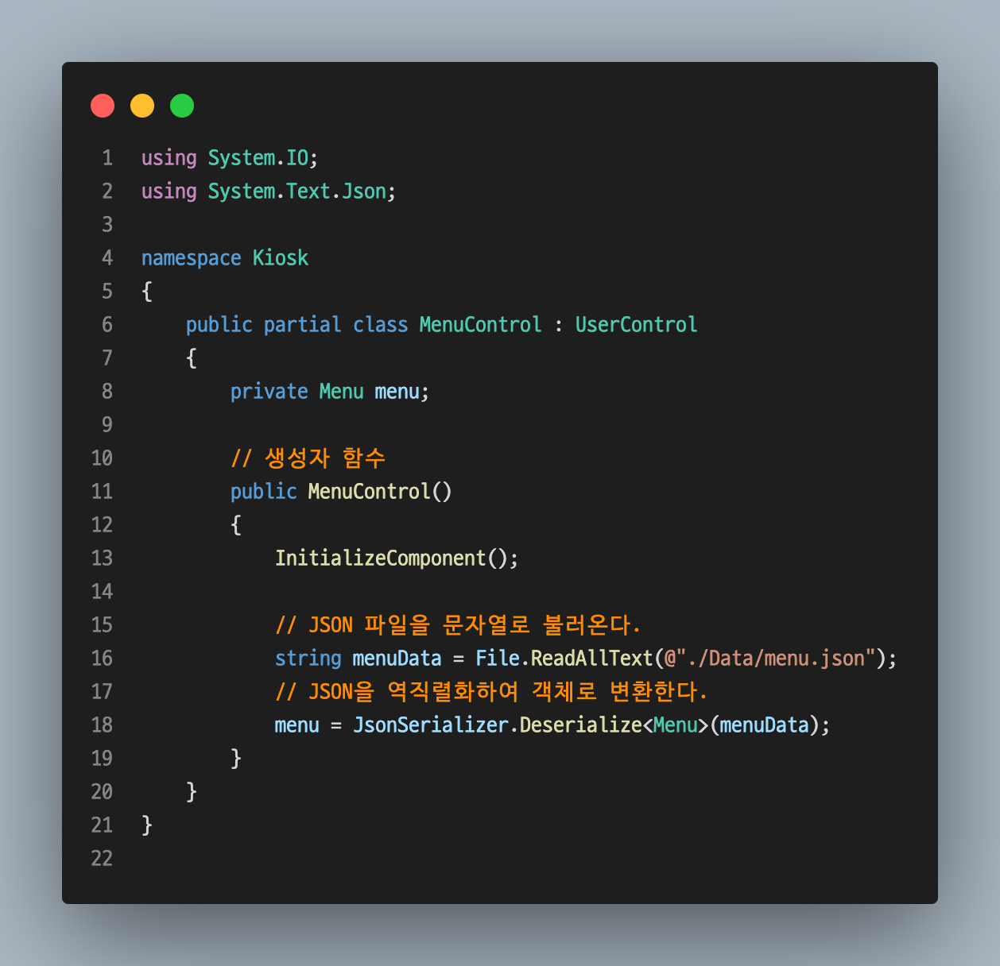 1 using System.IO;
2 using System.Text.Json;
3
4 namespace Kiosk
5 {
6     public partial class MenuControl : UserControl
7     {
8         private Menu menu;
9
10         // 생성자 함수
11         public MenuControl()
12         {
13             InitializeComponent();
14
15             // JSON 파일을 문자열로 불러온다.
16             string menuData = File.ReadAllText(@"./Data/menu.json");
17             // JSON을 역직렬화하여 객체로 변환한다.
18             menu = JsonSerializer.Deserialize<Menu>(menuData);
19         }
20     }
21 }
22